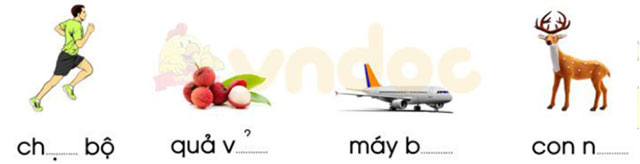 vndoc
ch..ạ.. bộ
quả v..ả..
máy b........
con n........